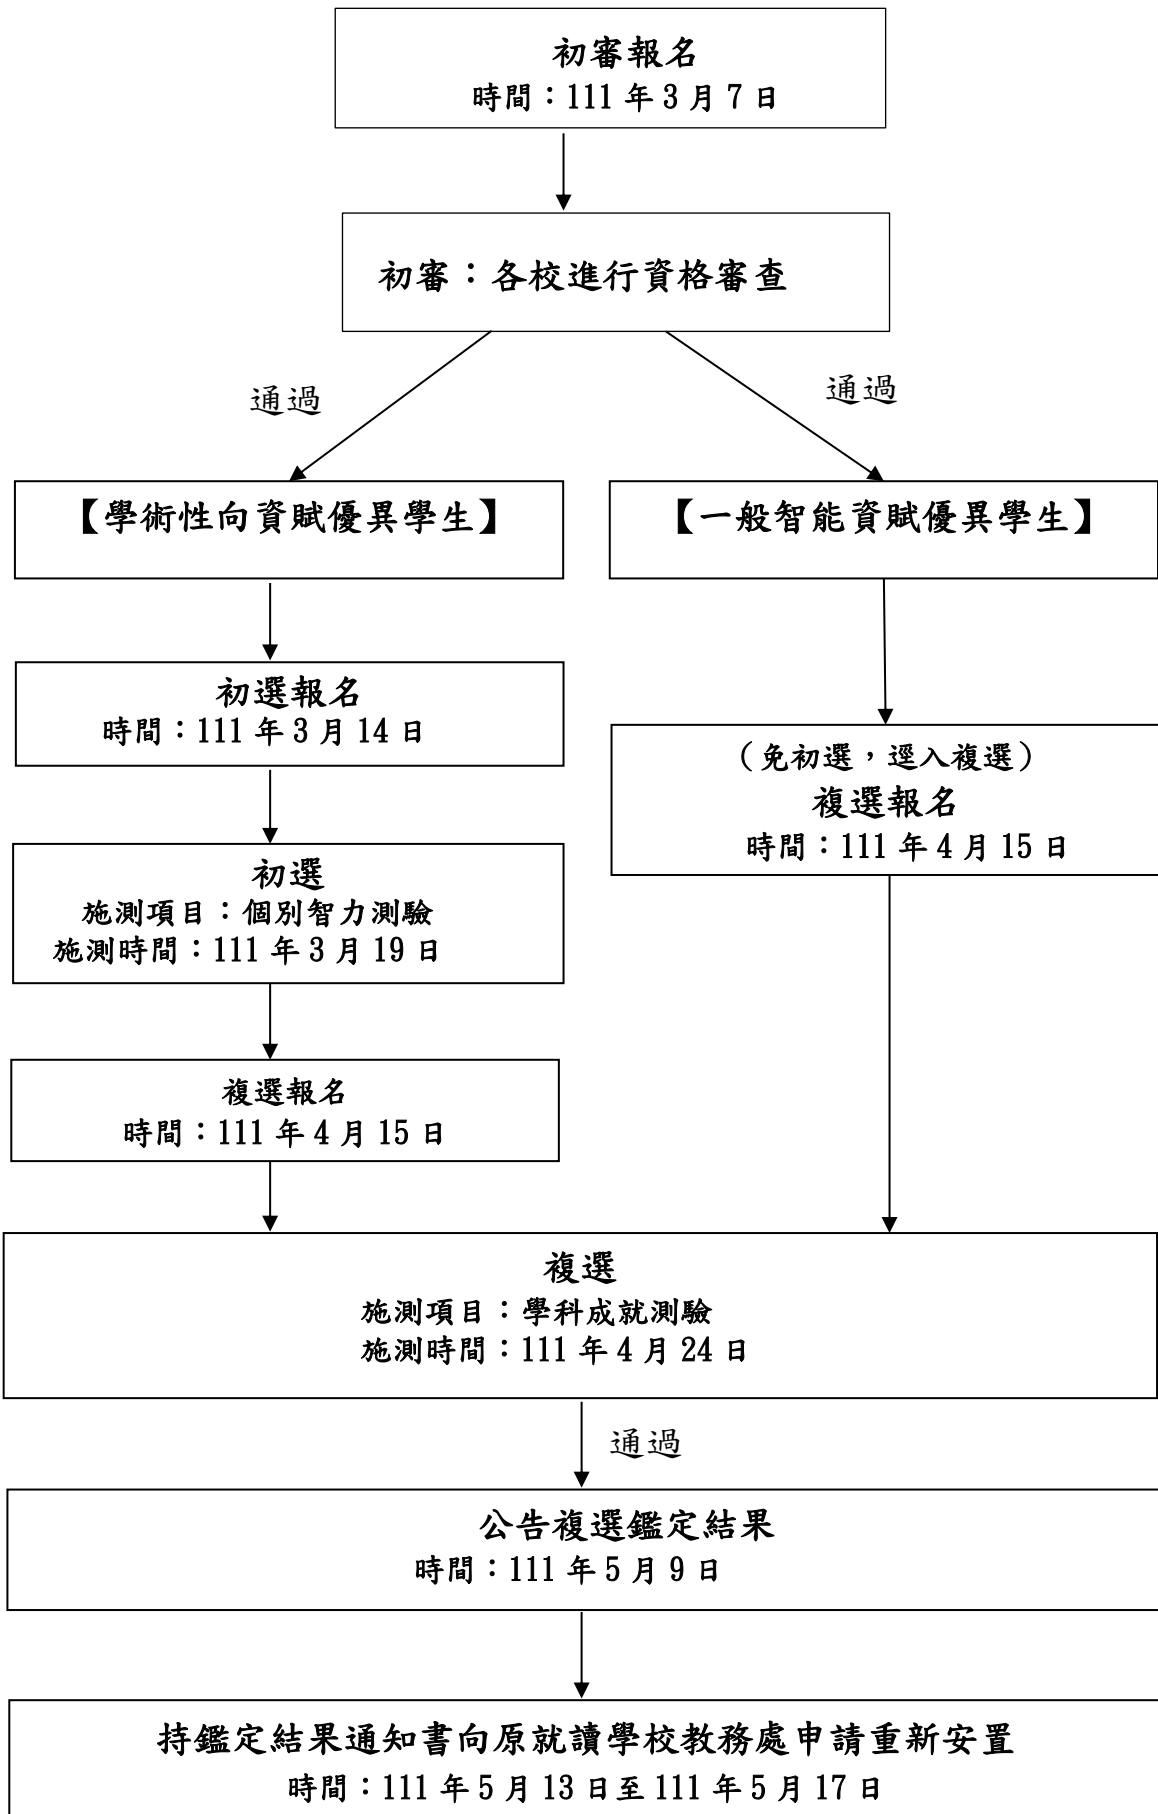 初審報名
時間：111 年 3 月 7 日
初審：各校進行資格審查
通過
通過
【學術性向資賦優異學生】
【一般智能資賦優異學生】
初選報名
時間：111 年 3 月 14 日
（免初選，逕入複選）
複選報名
時間：111 年 4 月 15 日
初選
施測項目：個別智力測驗
施測時間：111 年 3 月 19 日
複選報名
時間：111 年 4 月 15 日
複選
施測項目：學科成就測驗
施測時間：111 年 4 月 24 日
通過
公告複選鑑定結果
時間：111 年 5 月 9 日
持鑑定結果通知書向原就讀學校教務處申請重新安置
時間：111 年 5 月 13 日至 111 年 5 月 17 日